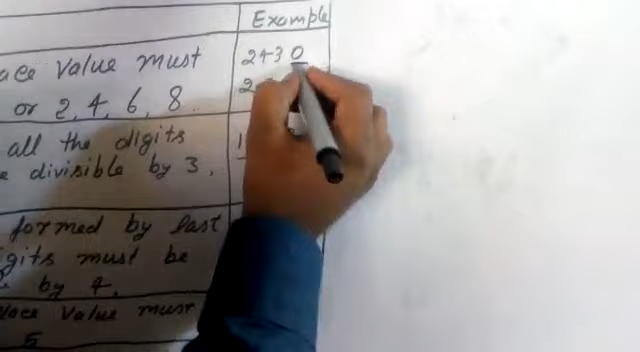 Example
ace Value must
2430
or 2, 4, 6, 8
all the digits
divisible by 3.
formed by last
gits must be
by 4.
lace Value must
5